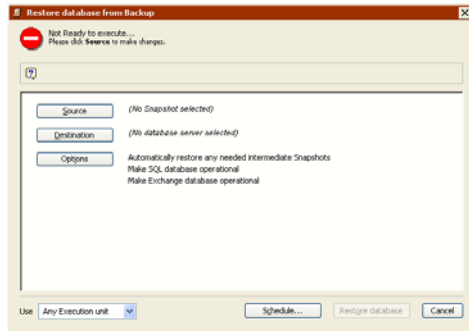 Restore database from Backup
Not Ready to execute...
Please click Source to make changes.
Source
(No Snapshot selected)
Destination
(No database server selected)
Options
Automatically restore any needed intermediate Snapshots
Make SQL database operational
Make Exchange database operational
Use
Any Execution unit
Schedule...
Restore database
Cancel